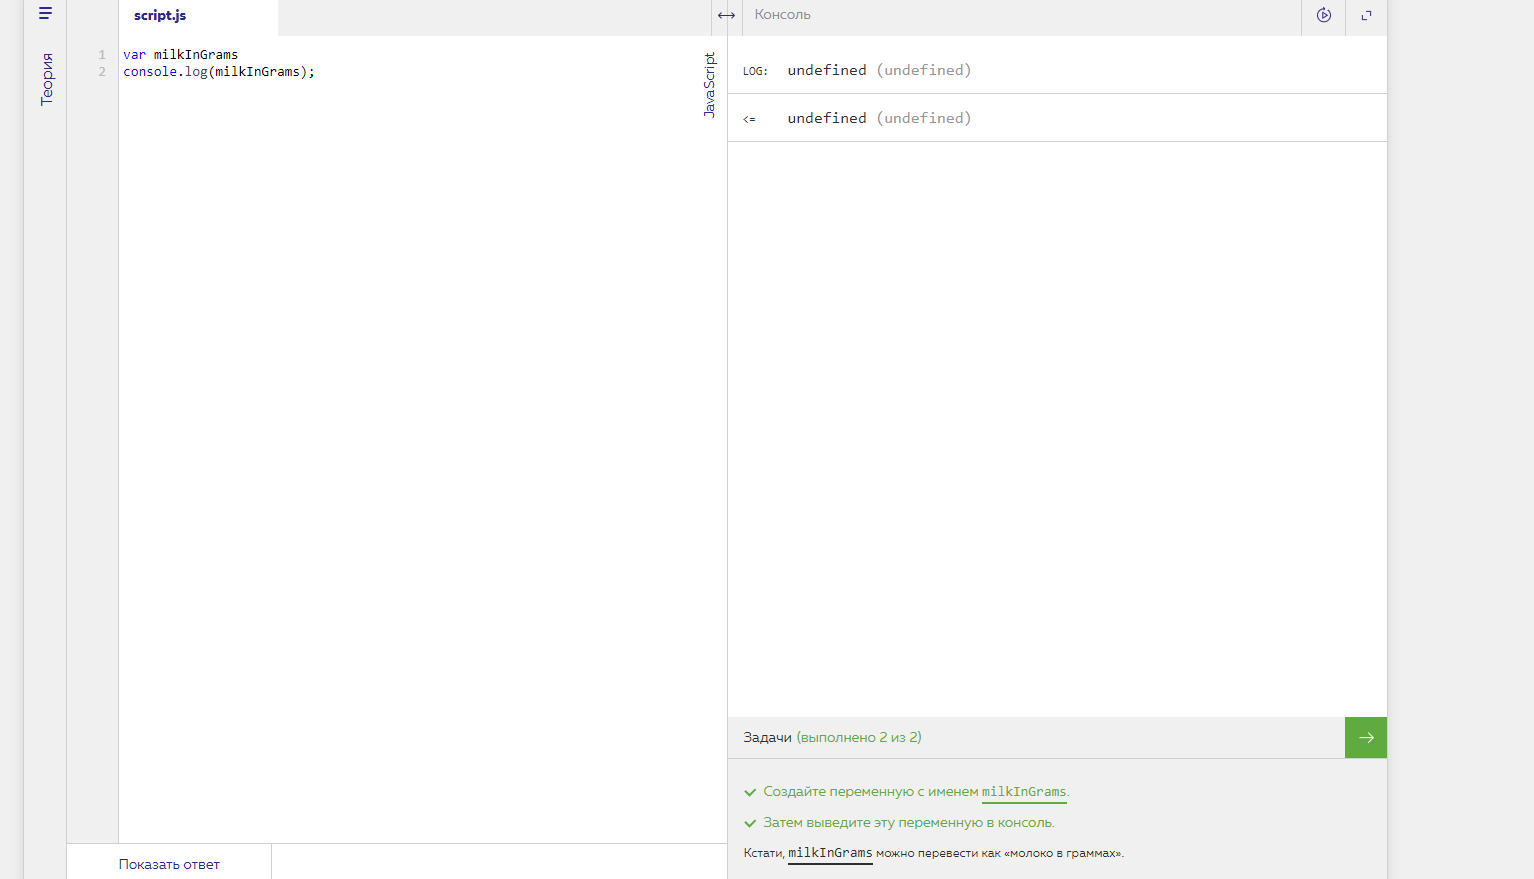 script.js
Консоль
Теория
1 var milkInGrams
2 console.log(milkInGrams);
JavaScript
LOG: undefined (undefined)
<= undefined (undefined)
Задачи (выполнено 2 из 2)
Создайте переменную с именем milkInGrams.
Затем выведите эту переменную в консоль.
Кстати, milkInGrams можно перевести как «молоко в граммах».
Показать ответ